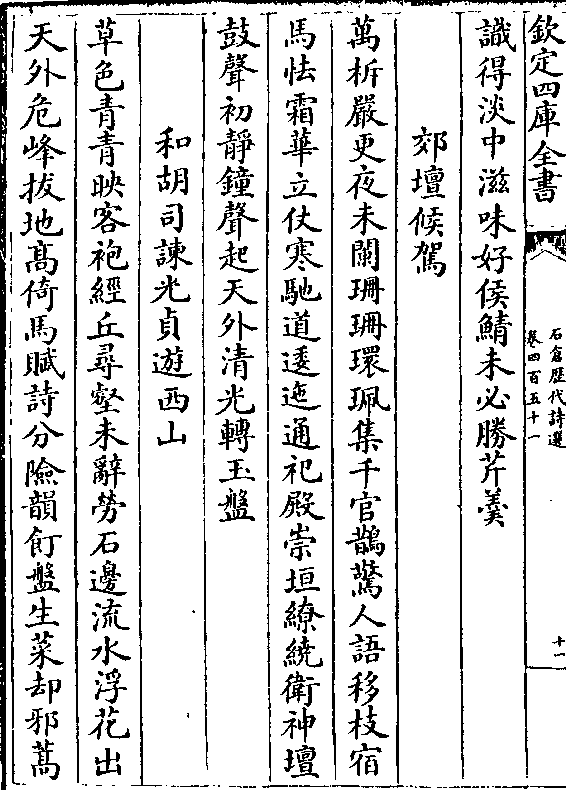 欽定四庫全書
石倉歴代詩選
卷四百五十一
十一
識得淡中滋味好侯鯖未必勝芹羹
郊壇候駕
萬柝嚴更夜未闌珊珊環珮集千官鵲驚人語移枝宿
馬怯霜華立仗寒馳道逶迤通祀殿崇垣繚繞衛神壇
鼓聲初靜鐘聲起天外清光轉玉盤
和胡司諫光貞遊西山
草色青青映客袍經丘尋壑未辭勞石邊流水浮花出
天外危峰拔地髙倚馬賦詩分險韻飣盤生菜却邪蒿